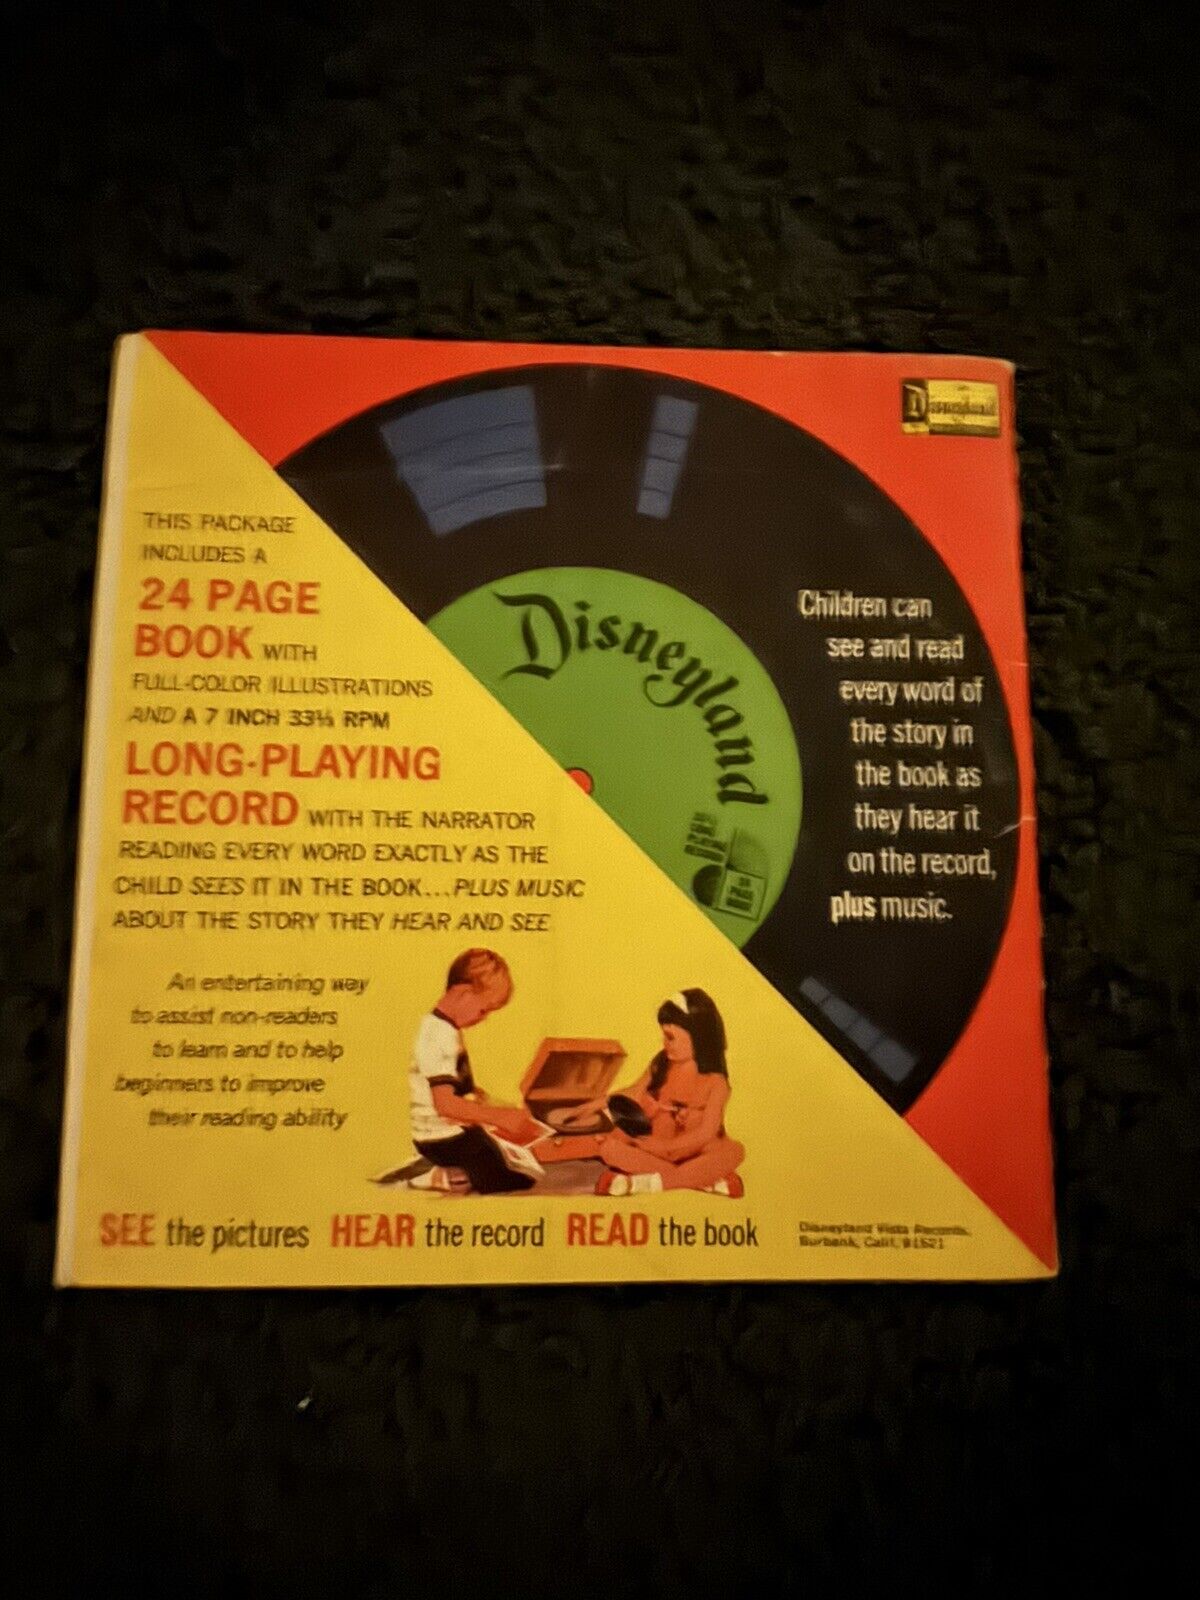 Disneyland
THIS PACKAGE
INCLUDES A
24 PAGE
BOOK WITH
FULL-COLOR ILLUSTRATIONS
AND A 7 INCH 33⅓ RPM
LONG-PLAYING
RECORD WITH THE NARRATOR
READING EVERY WORD EXACTLY AS THE
CHILD SEES IT IN THE BOOK...PLUS MUSIC
ABOUT THE STORY THEY HEAR AND SEE
An entertaining way
to assist non-readers
to learn and to help
beginners to improve
their reading ability
Disneyland
Children can
see and read
every word of
the story in
the book as
they hear it
on the record,
plus music.
SEE the pictures HEAR the record READ the book
Disneyland Vista Records,
Burbank, Calif. 91521